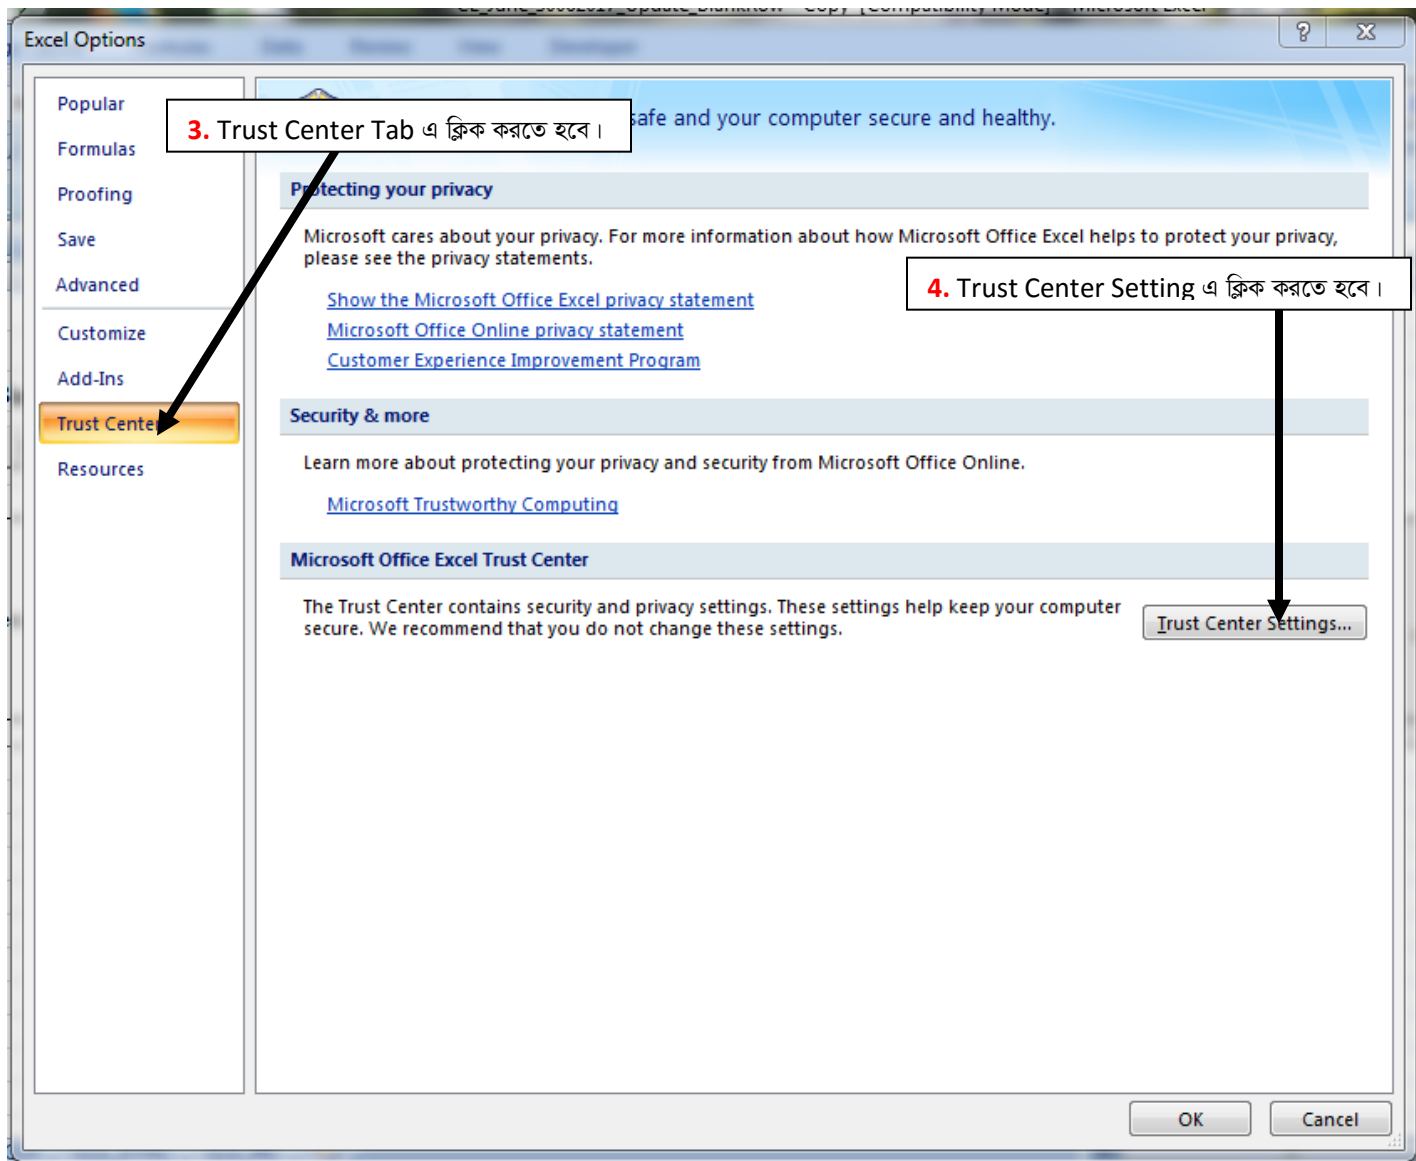 Excel Options
Popular
Formulas
Proofing
Save
Advanced
Customize
Add-Ins
Trust Center
Resources
3. Trust Center Tab এ ক্লিক করতে হবে।
safe and your computer secure and healthy.
Protecting your privacy
Microsoft cares about your privacy. For more information about how Microsoft Office Excel helps to protect your privacy,
please see the privacy statements.
4. Trust Center Setting এ ক্লিক করতে হবে।
Show the Microsoft Office Excel privacy statement
Microsoft Office Online privacy statement
Customer Experience Improvement Program
Security & more
Learn more about protecting your privacy and security from Microsoft Office Online.
Microsoft Trustworthy Computing
Microsoft Office Excel Trust Center
The Trust Center contains security and privacy settings. These settings help keep your computer
secure. We recommend that you do not change these settings.
Trust Center Settings...
OK
Cancel